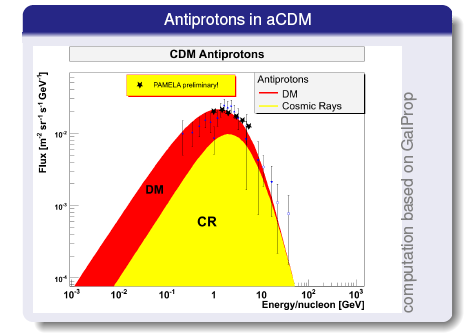 Antiprotons in aCDM
CDM Antiprotons
PAMELA preliminary!
Antiprotons
DM
Cosmic Rays
Flux [m⁻² sr⁻¹ s⁻¹ GeV⁻¹]
10⁻²
10⁻³
10⁻⁴
DM
CR
10⁻³ 10⁻² 10⁻¹ 1 10 10² 10³
Energy/nucleon [GeV]
computation based on GalProp